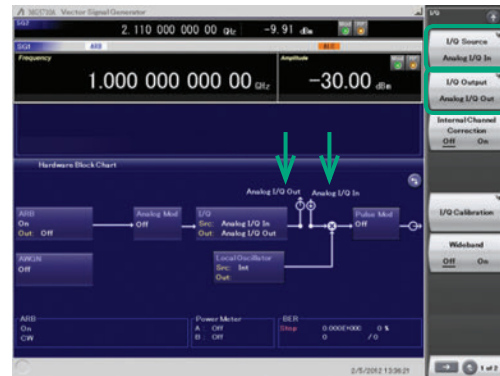 MG3710A Vector Signal Generator
SG2
2. 110 000 000 00 GHz
-9. 91 dBm
SG1
ARB
Frequency
1.000 000 000 00 GHz
Amplitude
-30.00 dBm
Hardware Block Chart
Analog I/Q Out
Analog I/Q In
ARB
On
Out: Off
Analog Mod
Off
I/Q
Src: Analog I/Q In
Out: Analog I/Q Out
Pulse Mod
Off
AWGN
Off
Local Oscillator
Src: Int
Out:
ARB
On
CW
Power Meter
A : Off
B : Off
BER
Stop
0.000E+000
0 %
0
/ 0
2/5/2012 13:36:21
I/Q
I/Q Source
Analog I/Q In
I/Q Output
Analog I/Q Out
Internal Channel
Correction
Off On
I/Q Calibration
Wideband
Off On
1 of 2